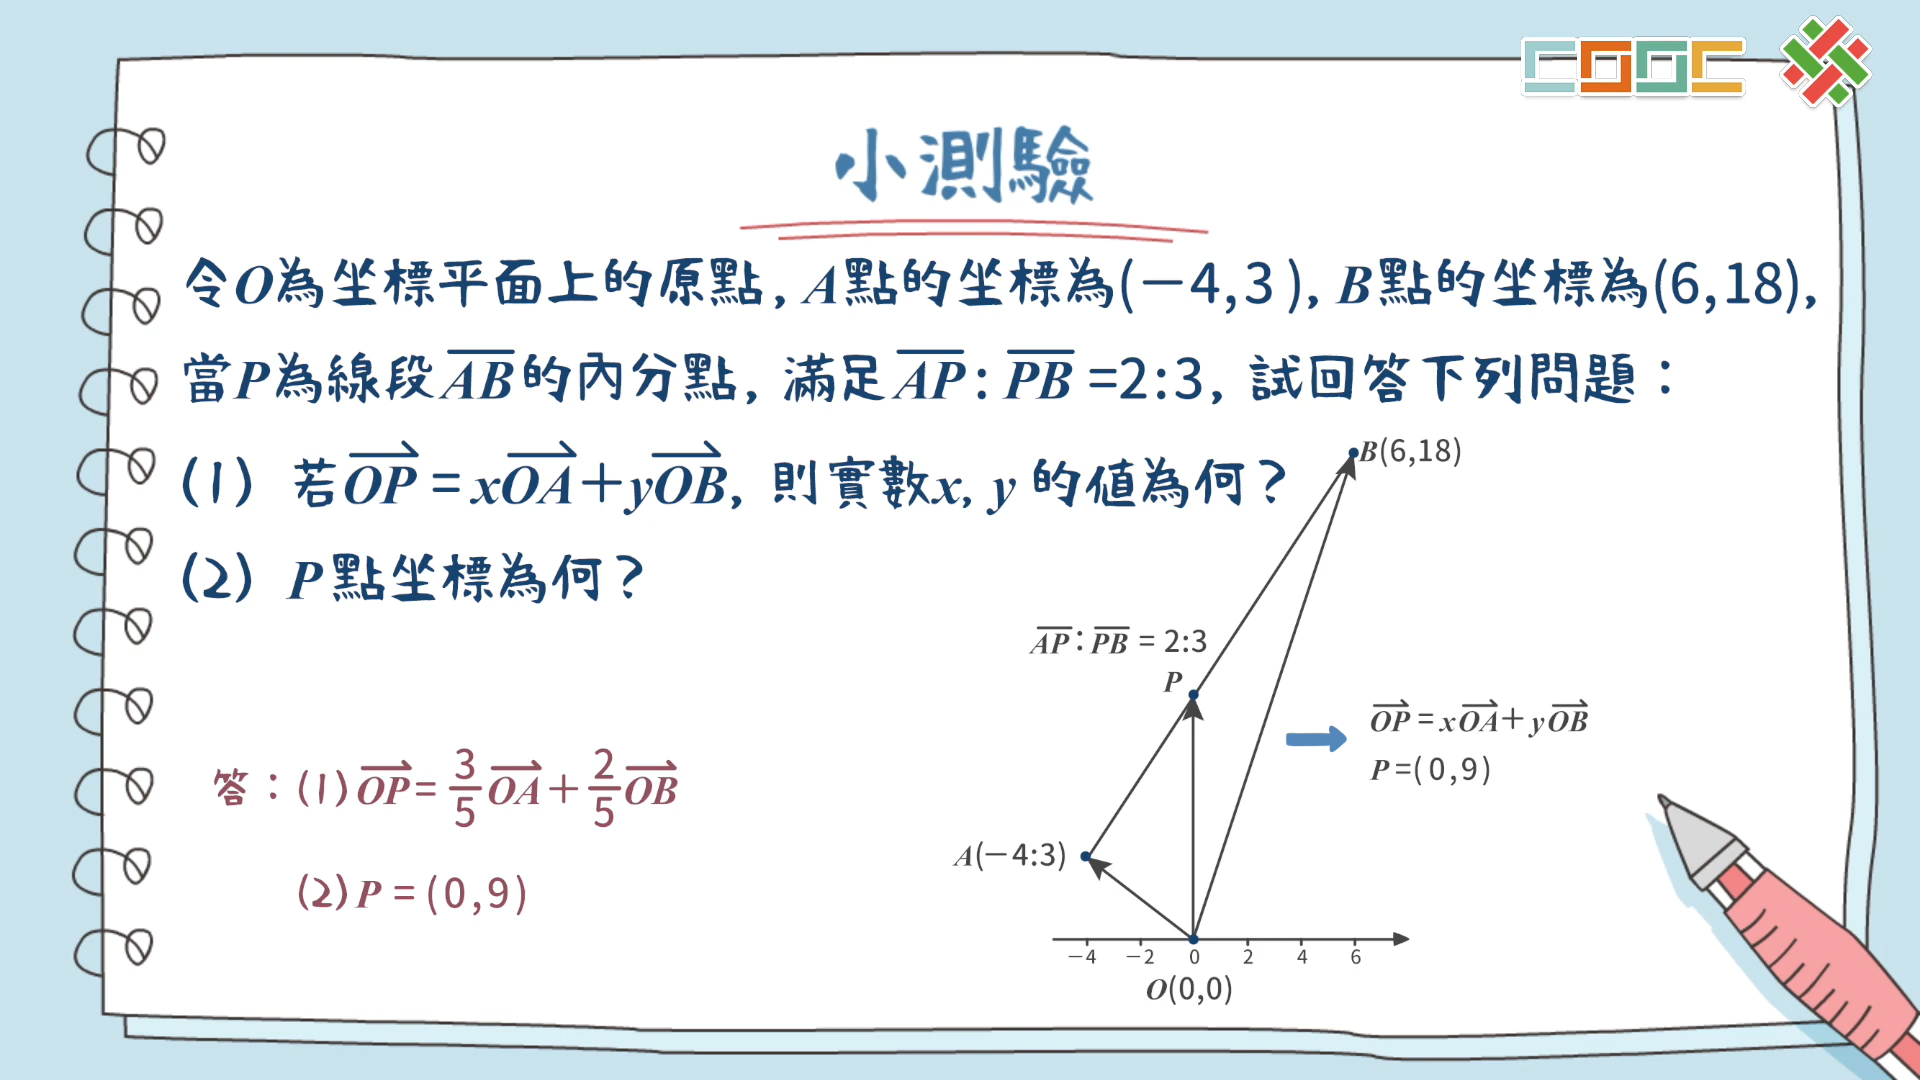 COOC
小測驗
令O為坐標平面上的原點, A點的坐標為(−4,3), B點的坐標為(6,18),
當P為線段AB的內分點, 滿足AP:PB=2:3, 試回答下列問題：
(1) 若OP=xOA+yOB, 則實數x, y的值為何？
(2) P點坐標為何？
B(6,18)
AP:PB = 2:3
P
OP=xOA+yOB
P=(0,9)
A(−4:3)
−4 −2 0 2 4 6
O(0,0)
答：(1)OP=3/5OA+2/5OB
(2)P=(0,9)